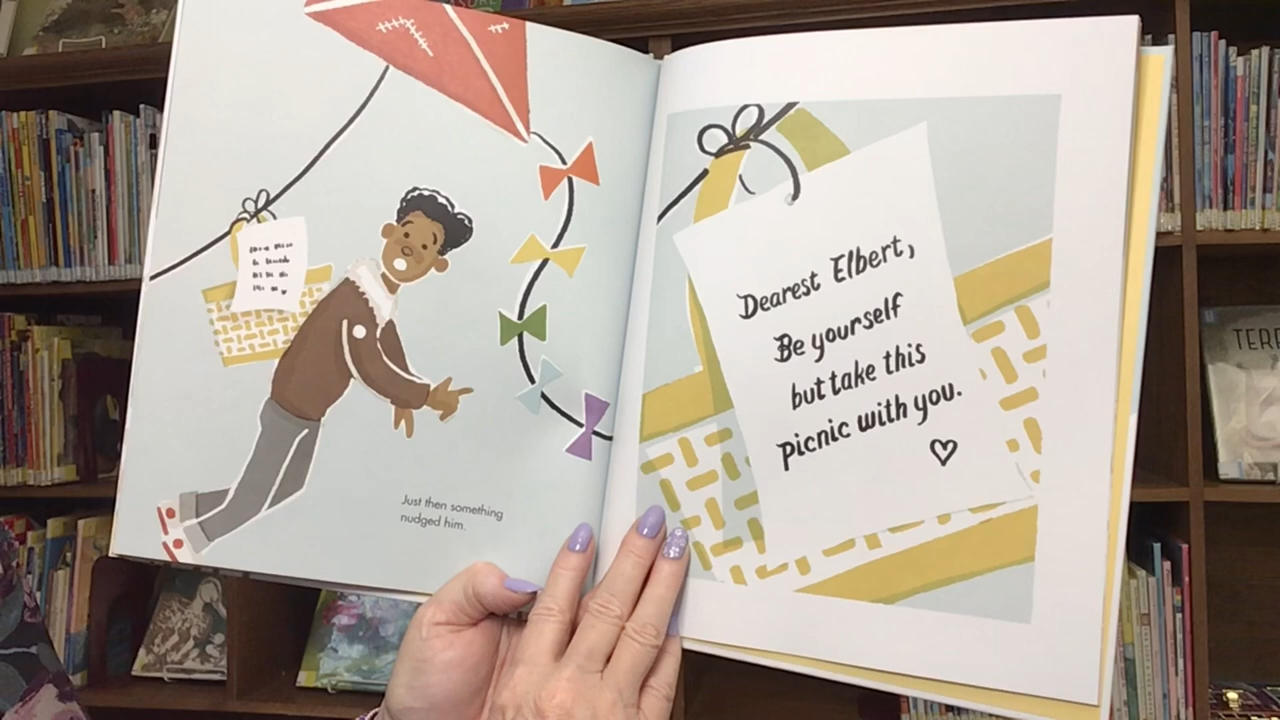 Just then something
nudged him.
Dearest Elbert,
Be yourself
but take this
picnic with you.